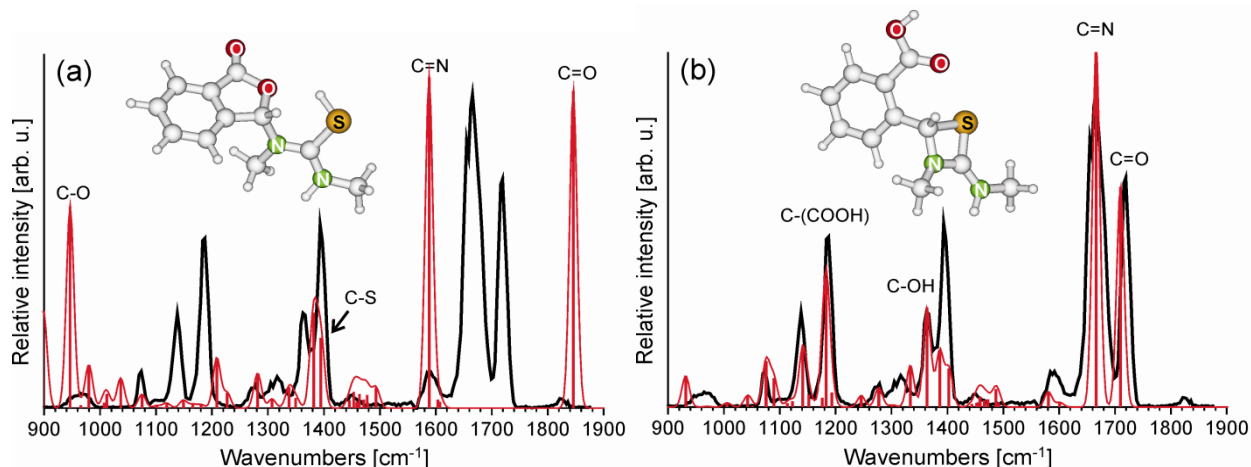 (a)
O
O
S
N
N
C-O
C-S
C=N
C=O
Relative intensity [arb. u.]
900 1000 1100 1200 1300 1400 1500 1600 1700 1800 1900
Wavenumbers [cm-1]
(b)
O
O
S
N
N
C-(COOH)
C-OH
C=N
C=O
Relative intensity [arb. u.]
900 1000 1100 1200 1300 1400 1500 1600 1700 1800 1900
Wavenumbers [cm-1]